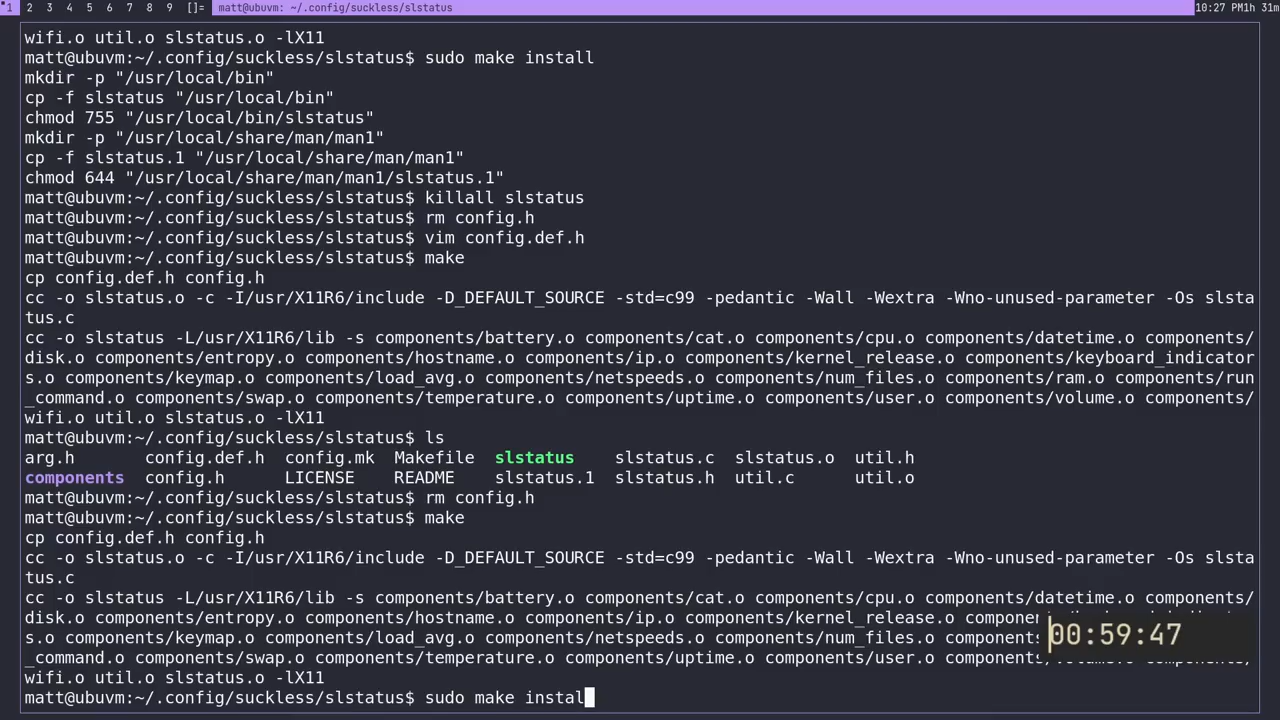 1 2 3 4 5 6 7 8 9 []= matt@ubuvm: ~/.config/suckless/slstatus 10:27 PM1h 31m
wifi.o util.o slstatus.o -lX11
matt@ubuvm:~/.config/suckless/slstatus$ sudo make install
mkdir -p "/usr/local/bin"
cp -f slstatus "/usr/local/bin"
chmod 755 "/usr/local/bin/slstatus"
mkdir -p "/usr/local/share/man/man1"
cp -f slstatus.1 "/usr/local/share/man/man1"
chmod 644 "/usr/local/share/man/man1/slstatus.1"
matt@ubuvm:~/.config/suckless/slstatus$ killall slstatus
matt@ubuvm:~/.config/suckless/slstatus$ rm config.h
matt@ubuvm:~/.config/suckless/slstatus$ vim config.def.h
matt@ubuvm:~/.config/suckless/slstatus$ make
cp config.def.h config.h
cc -o slstatus.o -c -I/usr/X11R6/include -D_DEFAULT_SOURCE -std=c99 -pedantic -Wall -Wextra -Wno-unused-parameter -Os slsta
tus.c
cc -o slstatus -L/usr/X11R6/lib -s components/battery.o components/cat.o components/cpu.o components/datetime.o components/
disk.o components/entropy.o components/hostname.o components/ip.o components/kernel_release.o components/keyboard_indicator
s.o components/keymap.o components/load_avg.o components/netspeeds.o components/num_files.o components/ram.o components/run
_command.o components/swap.o components/temperature.o components/uptime.o components/user.o components/volume.o components/
wifi.o util.o slstatus.o -lX11
matt@ubuvm:~/.config/suckless/slstatus$ ls
arg.h config.def.h config.mk Makefile slstatus slstatus.c slstatus.o util.h
components config.h LICENSE README slstatus.1 slstatus.h util.c util.o
matt@ubuvm:~/.config/suckless/slstatus$ rm config.h
matt@ubuvm:~/.config/suckless/slstatus$ make
cp config.def.h config.h
cc -o slstatus.o -c -I/usr/X11R6/include -D_DEFAULT_SOURCE -std=c99 -pedantic -Wall -Wextra -Wno-unused-parameter -Os slsta
tus.c
cc -o slstatus -L/usr/X11R6/lib -s components/battery.o components/cat.o components/cpu.o components/datetime.o components/
disk.o components/entropy.o components/hostname.o components/ip.o components/kernel_release.o componen
s.o components/keymap.o components/load_avg.o components/netspeeds.o components/num_files.o component
00:59:47
_command.o components/swap.o components/temperature.o components/uptime.o components/user.o components
wifi.o util.o slstatus.o -lX11
matt@ubuvm:~/.config/suckless/slstatus$ sudo make instal